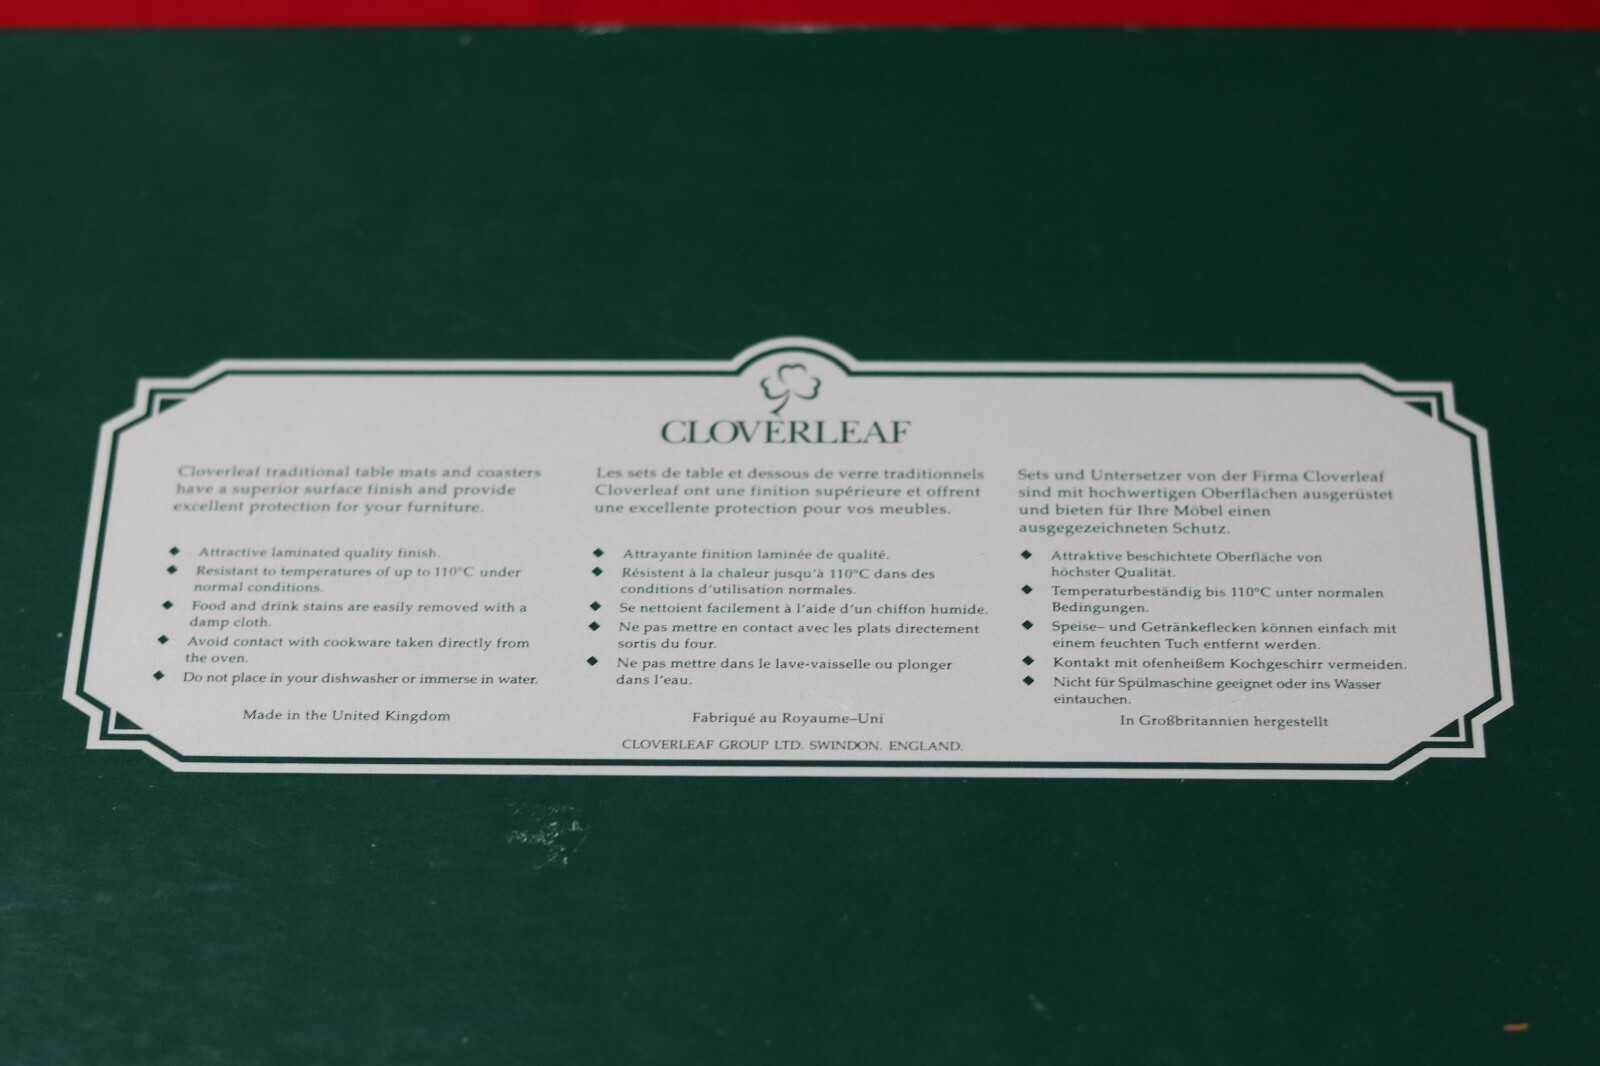 CLOVERLEAF
Cloverleaf traditional table mats and coasters
have a superior surface finish and provide
excellent protection for your furniture.
◆ Attractive laminated quality finish.
◆ Resistant to temperatures of up to 110°C under
normal conditions.
◆ Food and drink stains are easily removed with a
damp cloth.
◆ Avoid contact with cookware taken directly from
the oven.
◆ Do not place in your dishwasher or immerse in water.
Made in the United Kingdom
Les sets de table et dessous de verre traditionnels
Cloverleaf ont une finition supérieure et offrent
une excellente protection pour vos meubles.
◆ Attrayante finition laminée de qualité.
◆ Résistent à la chaleur jusqu'à 110°C dans des
conditions d'utilisation normales.
◆ Se nettoient facilement à l'aide d'un chiffon humide.
◆ Ne pas mettre en contact avec les plats directement
sortis du four.
◆ Ne pas mettre dans le lave-vaisselle ou plonger
dans l'eau.
Fabriqué au Royaume-Uni
Sets und Untersetzer von der Firma Cloverleaf
sind mit hochwertigen Oberflächen ausgerüstet
und bieten für Ihre Möbel einen
ausgegezeichneten Schutz.
◆ Attraktive beschichtete Oberfläche von
höchster Qualität.
◆ Temperaturbeständig bis 110°C unter normalen
Bedingungen.
◆ Speise- und Getränkeflecken können einfach mit
einem feuchten Tuch entfernt werden.
◆ Kontakt mit ofenheißem Kochgeschirr vermeiden.
◆ Nicht für Spülmaschine geeignet oder ins Wasser
eintauchen.
In Großbritannien hergestellt
CLOVERLEAF GROUP LTD. SWINDON. ENGLAND.